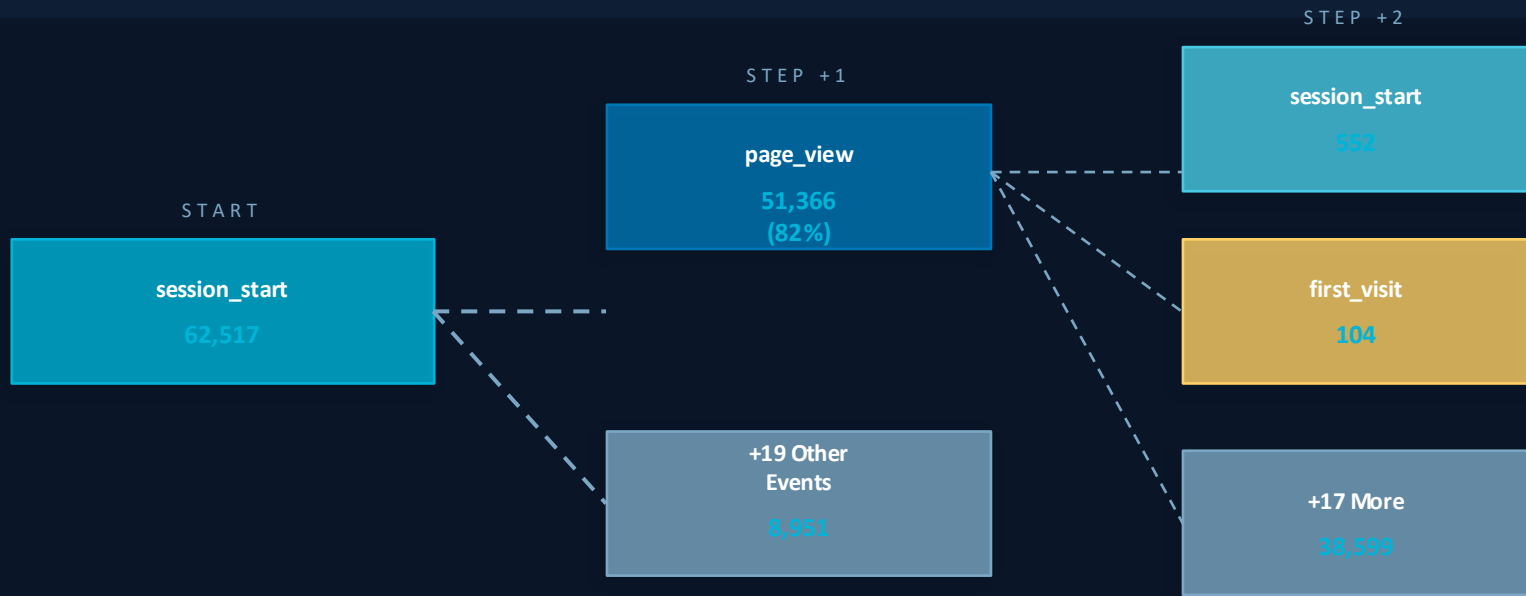 START
session_start
62,517
STEP +1
page_view
51,366
(82%)
+19 Other
Events
8,951
STEP +2
session_start
552
first_visit
104
+17 More
38,599